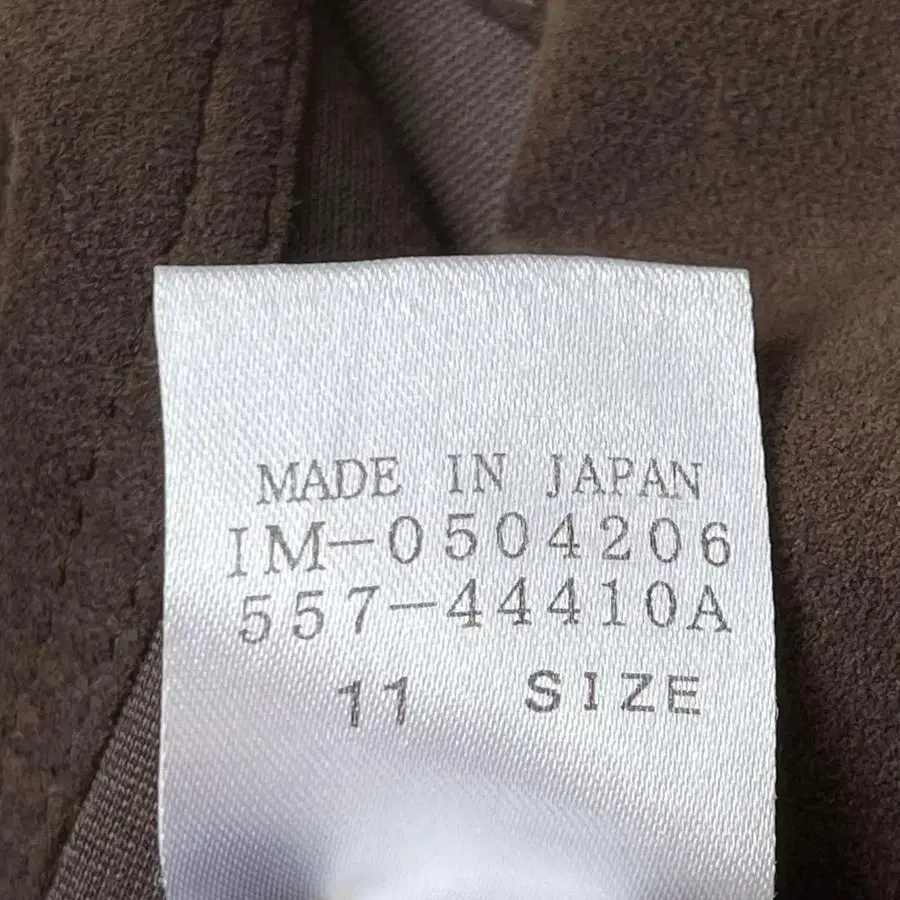 MADE IN JAPAN
IM-0504206
557-44410A
11 SIZE